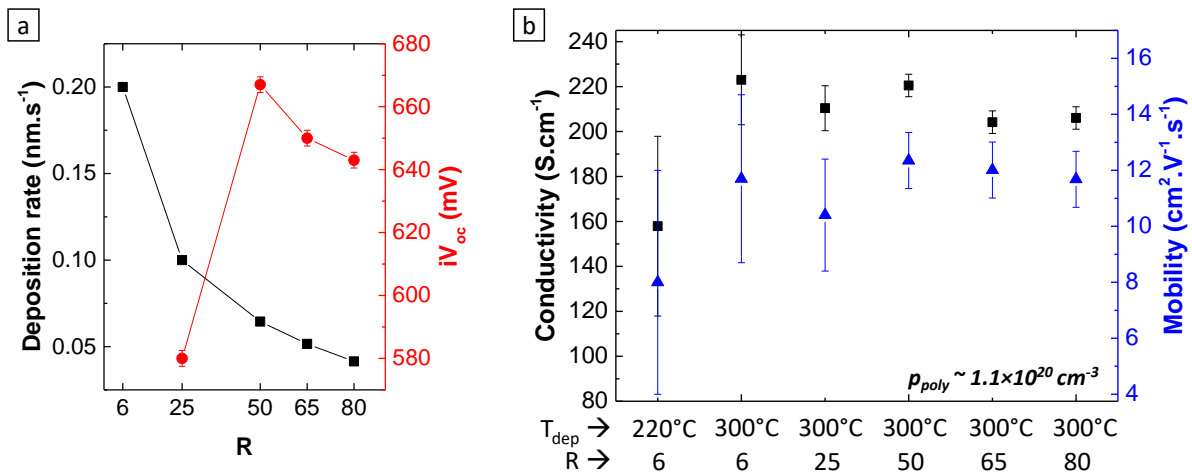 a
Deposition rate (nm.s⁻¹)
0.20
0.15
0.10
0.05
6 25 50 65 80
R
680
660
640
620
600
580
iVoc (mV)
b
Conductivity (S.cm⁻¹)
240
220
200
180
160
140
120
100
80
16
14
12
10
8
6
4
Mobility (cm².V⁻¹.s⁻¹)
p_poly ~ 1.1×10²⁰ cm⁻³
T_dep → 220°C 300°C 300°C 300°C 300°C 300°C
R → 6 6 25 50 65 80